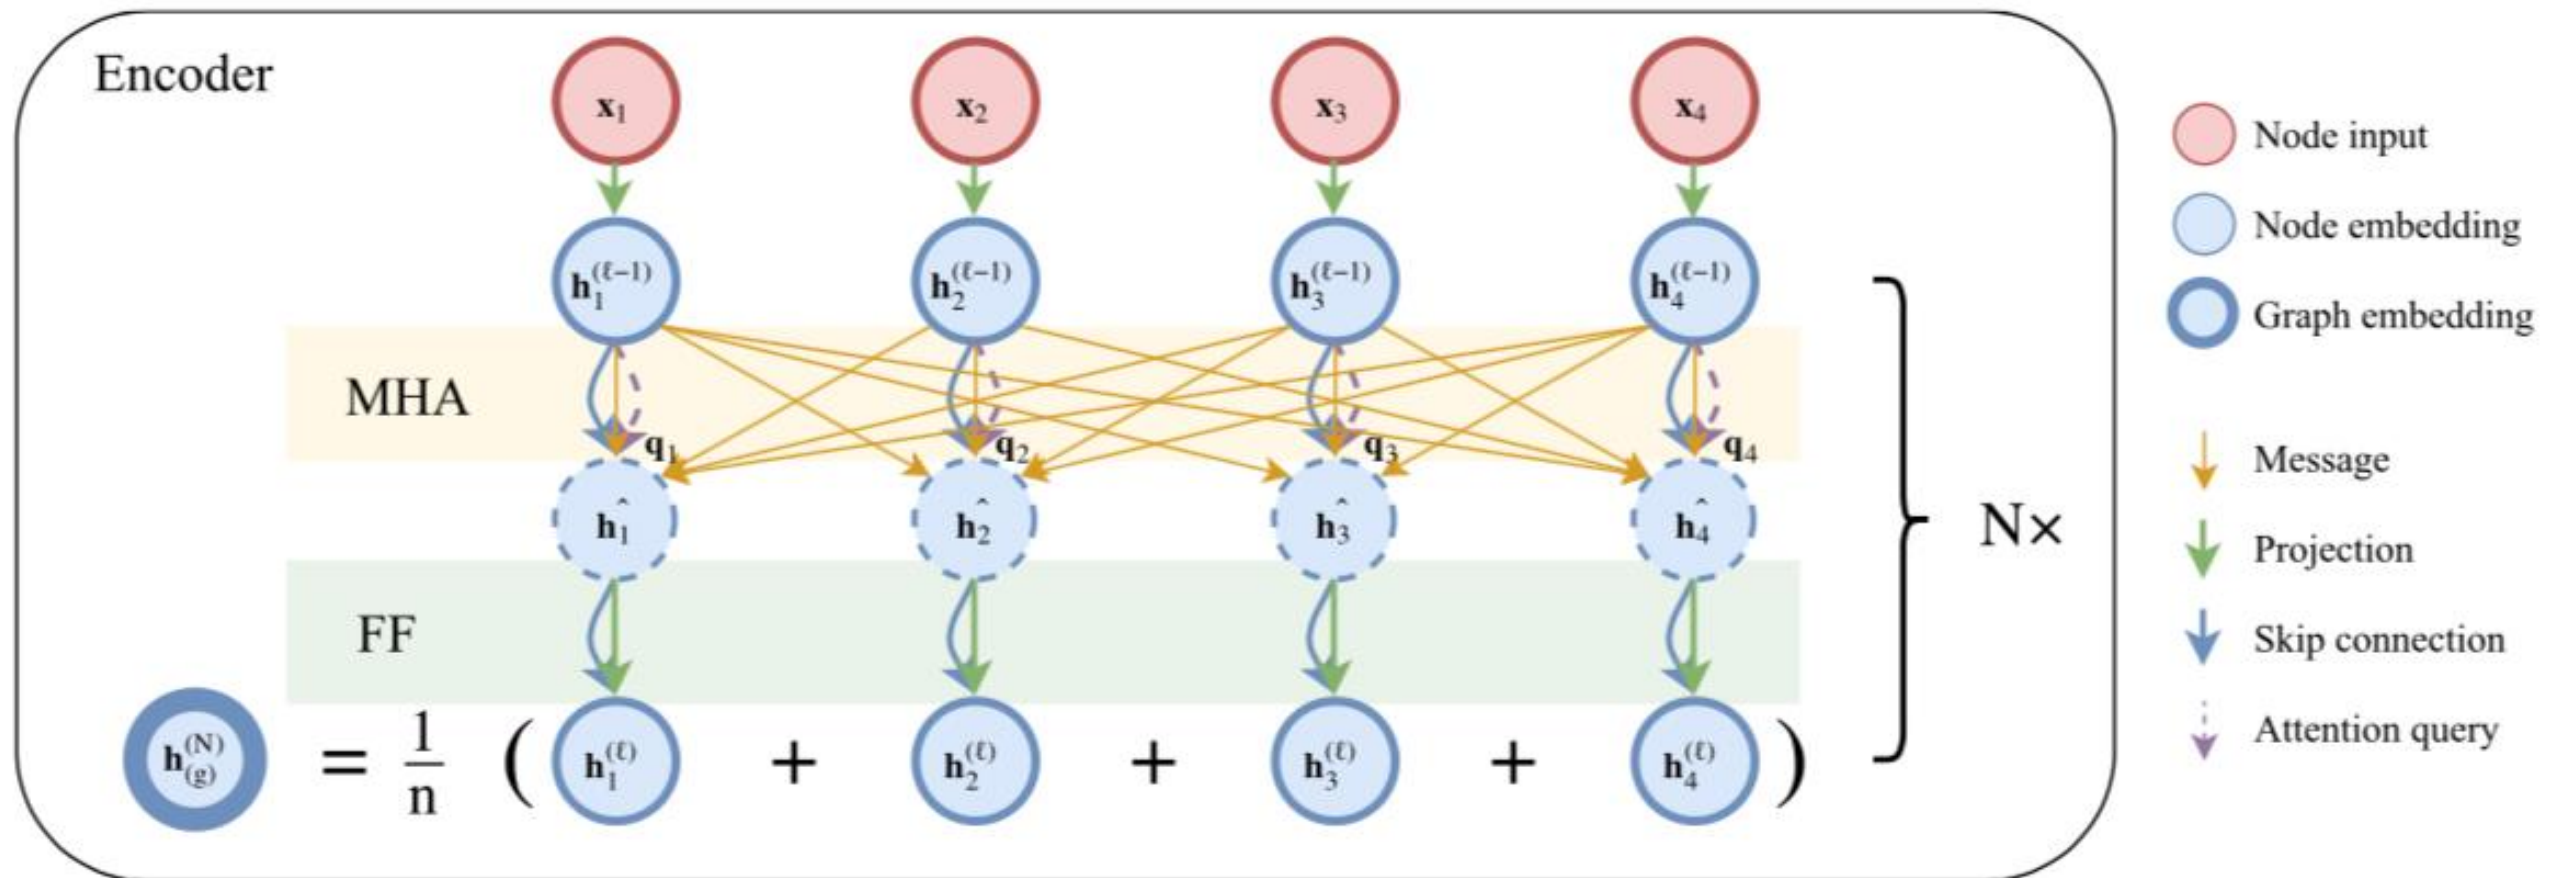 Encoder
x₁ x₂ x₃ x₄
h₁^(ℓ−1) h₂^(ℓ−1) h₃^(ℓ−1) h₄^(ℓ−1)
MHA
q₁ q₂ q₃ q₄
ĥ₁ ĥ₂ ĥ₃ ĥ₄
N×
FF
h_(g)^(N) = 1/n ( h₁^(ℓ) + h₂^(ℓ) + h₃^(ℓ) + h₄^(ℓ) )
Node input
Node embedding
Graph embedding
Message
Projection
Skip connection
Attention query